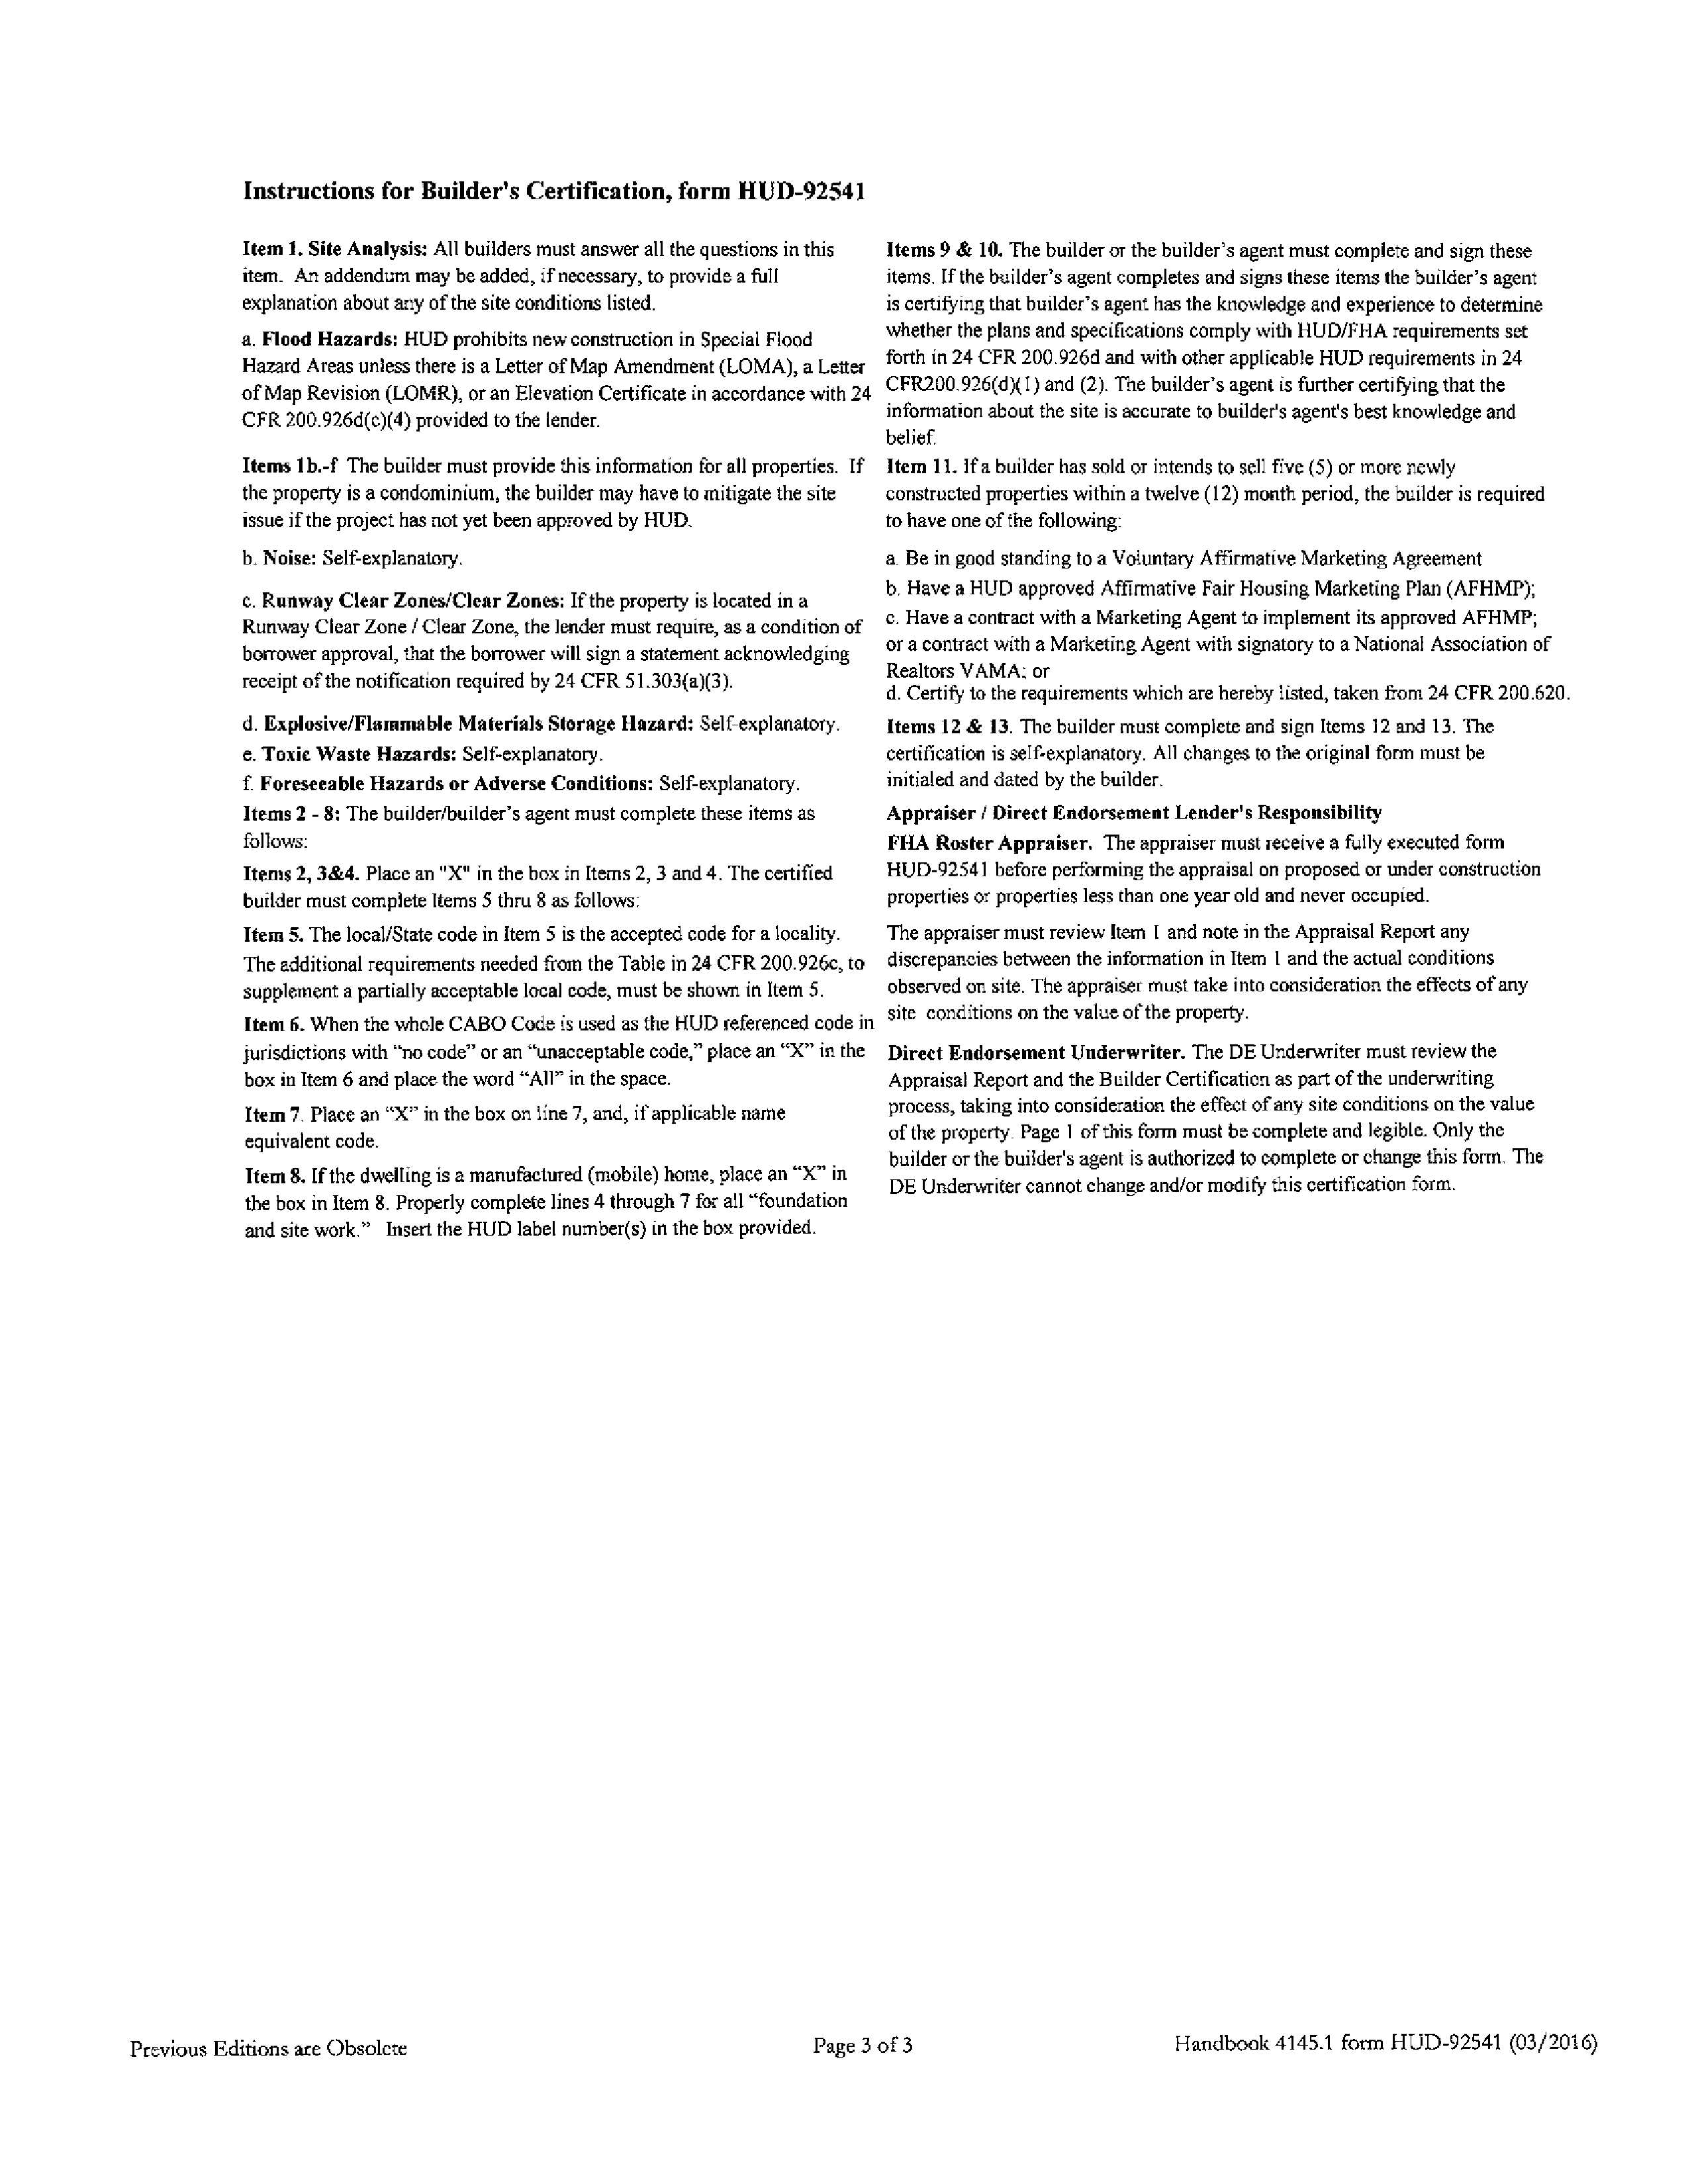 Instructions for Builder's Certification, form HUD-92541
Item 1. Site Analysis: All builders must answer all the questions in this
item. An addendum may be added, if necessary, to provide a full
explanation about any of the site conditions listed.
a. Flood Hazards: HUD prohibits new construction in Special Flood
Hazard Areas unless there is a Letter of Map Amendment (LOMA), a Letter
of Map Revision (LOMR), or an Elevation Certificate in accordance with 24
CFR 200.926d(c)(4) provided to the lender.
Items 1b.-f The builder must provide this information for all properties. If
the property is a condominium, the builder may have to mitigate the site
issue if the project has not yet been approved by HUD.
b. Noise: Self-explanatory.
c. Runway Clear Zones/Clear Zones: If the property is located in a
Runway Clear Zone / Clear Zone, the lender must require, as a condition of
borrower approval, that the borrower will sign a statement acknowledging
receipt of the notification required by 24 CFR 51.303(a)(3).
d. Explosive/Flammable Materials Storage Hazard: Self-explanatory.
e. Toxic Waste Hazards: Self-explanatory.
f. Foreseeable Hazards or Adverse Conditions: Self-explanatory.
Items 2 - 8: The builder/builder's agent must complete these items as
follows:
Items 2, 3&4. Place an "X" in the box in Items 2, 3 and 4. The certified
builder must complete Items 5 thru 8 as follows:
Item 5. The local/State code in Item 5 is the accepted code for a locality.
The additional requirements needed from the Table in 24 CFR 200.926c, to
supplement a partially acceptable local code, must be shown in Item 5.
Item 6. When the whole CABO Code is used as the HUD referenced code in
jurisdictions with “no code” or an “unacceptable code,” place an “X” in the
box in Item 6 and place the word “All” in the space.
Item 7. Place an “X” in the box on line 7, and, if applicable name
equivalent code.
Item 8. If the dwelling is a manufactured (mobile) home, place an “X” in
the box in Item 8. Properly complete lines 4 through 7 for all “foundation
and site work.” Insert the HUD label number(s) in the box provided.
Items 9 & 10. The builder or the builder's agent must complete and sign these
items. If the builder's agent completes and signs these items the builder's agent
is certifying that builder's agent has the knowledge and experience to determine
whether the plans and specifications comply with HUD/FHA requirements set
forth in 24 CFR 200.926d and with other applicable HUD requirements in 24
CFR200.926(d)(1) and (2). The builder's agent is further certifying that the
information about the site is accurate to builder's agent's best knowledge and
belief.
Item 11. If a builder has sold or intends to sell five (5) or more newly
constructed properties within a twelve (12) month period, the builder is required
to have one of the following:
a. Be in good standing to a Voluntary Affirmative Marketing Agreement
b. Have a HUD approved Affirmative Fair Housing Marketing Plan (AFHMP);
c. Have a contract with a Marketing Agent to implement its approved AFHMP;
or a contract with a Marketing Agent with signatory to a National Association of
Realtors VAMA; or
d. Certify to the requirements which are hereby listed, taken from 24 CFR 200.620.
Items 12 & 13. The builder must complete and sign Items 12 and 13. The
certification is self-explanatory. All changes to the original form must be
initialed and dated by the builder.
Appraiser / Direct Endorsement Lender's Responsibility
FHA Roster Appraiser. The appraiser must receive a fully executed form
HUD-92541 before performing the appraisal on proposed or under construction
properties or properties less than one year old and never occupied.
The appraiser must review Item 1 and note in the Appraisal Report any
discrepancies between the information in Item 1 and the actual conditions
observed on site. The appraiser must take into consideration the effects of any
site conditions on the value of the property.
Direct Endorsement Underwriter. The DE Underwriter must review the
Appraisal Report and the Builder Certification as part of the underwriting
process, taking into consideration the effect of any site conditions on the value
of the property. Page 1 of this form must be complete and legible. Only the
builder or the builder's agent is authorized to complete or change this form. The
DE Underwriter cannot change and/or modify this certification form.
Previous Editions are Obsolete
Page 3 of 3
Handbook 4145.1 form HUD-92541 (03/2016)